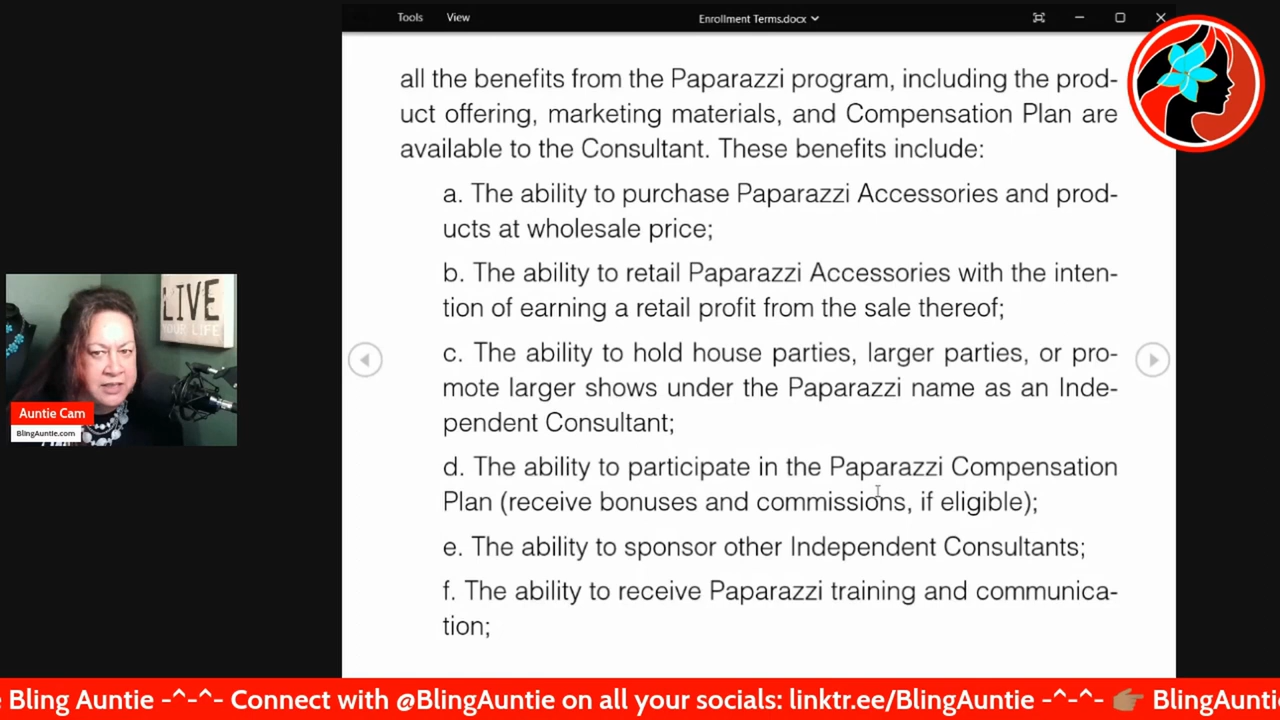 Tools View Enrollment Terms.docx
all the benefits from the Paparazzi program, including the prod-
uct offering, marketing materials, and Compensation Plan are
available to the Consultant. These benefits include:
a. The ability to purchase Paparazzi Accessories and prod-
ucts at wholesale price;
b. The ability to retail Paparazzi Accessories with the inten-
tion of earning a retail profit from the sale thereof;
c. The ability to hold house parties, larger parties, or pro-
mote larger shows under the Paparazzi name as an Inde-
pendent Consultant;
d. The ability to participate in the Paparazzi Compensation
Plan (receive bonuses and commissions, if eligible);
e. The ability to sponsor other Independent Consultants;
f. The ability to receive Paparazzi training and communica-
tion;
LIVE
YOUR LIFE
Auntie Cam
BlingAuntie.com
e Bling Auntie -^-^- Connect with @BlingAuntie on all your socials: linktr.ee/BlingAuntie -^-^- 👉🏽 BlingAunti